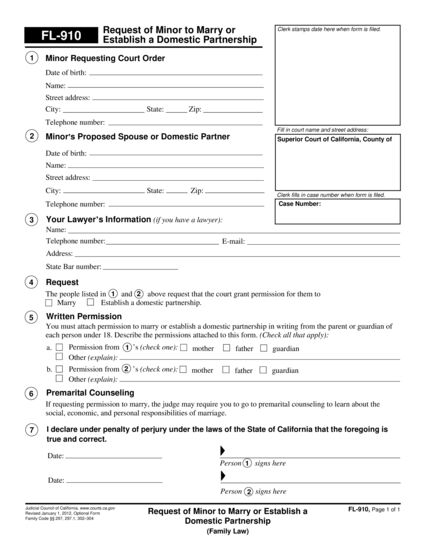 FL-910
Request of Minor to Marry or
Establish a Domestic Partnership
Clerk stamps date here when form is filed.
1 Minor Requesting Court Order
Date of birth:
Name:
Street address:
City: State: Zip:
Telephone number:
Fill in court name and street address:
Superior Court of California, County of
2 Minor's Proposed Spouse or Domestic Partner
Date of birth:
Name:
Street address:
City: State: Zip:
Telephone number:
Clerk fills in case number when form is filed.
Case Number:
3 Your Lawyer's Information (if you have a lawyer):
Name:
Telephone number: E-mail:
Address:
State Bar number:
4 Request
The people listed in 1 and 2 above request that the court grant permission for them to
Marry Establish a domestic partnership.
5 Written Permission
You must attach permission to marry or establish a domestic partnership in writing from the parent or guardian of
each person under 18. Describe the permissions attached to this form. (Check all that apply):
a. Permission from 1's (check one): mother father guardian
Other (explain):
b. Permission from 2's (check one): mother father guardian
Other (explain):
6 Premarital Counseling
If requesting permission to marry, the judge may require you to go to premarital counseling to learn about the
social, economic, and personal responsibilities of marriage.
7 I declare under penalty of perjury under the laws of the State of California that the foregoing is
true and correct.
Date:
Person 1 signs here
Date:
Person 2 signs here
Judicial Council of California, www.courts.ca.gov
Revised January 1, 2012, Optional Form
Family Code §§ 297, 297.1, 302–304
Request of Minor to Marry or Establish a
Domestic Partnership
(Family Law)
FL-910, Page 1 of 1